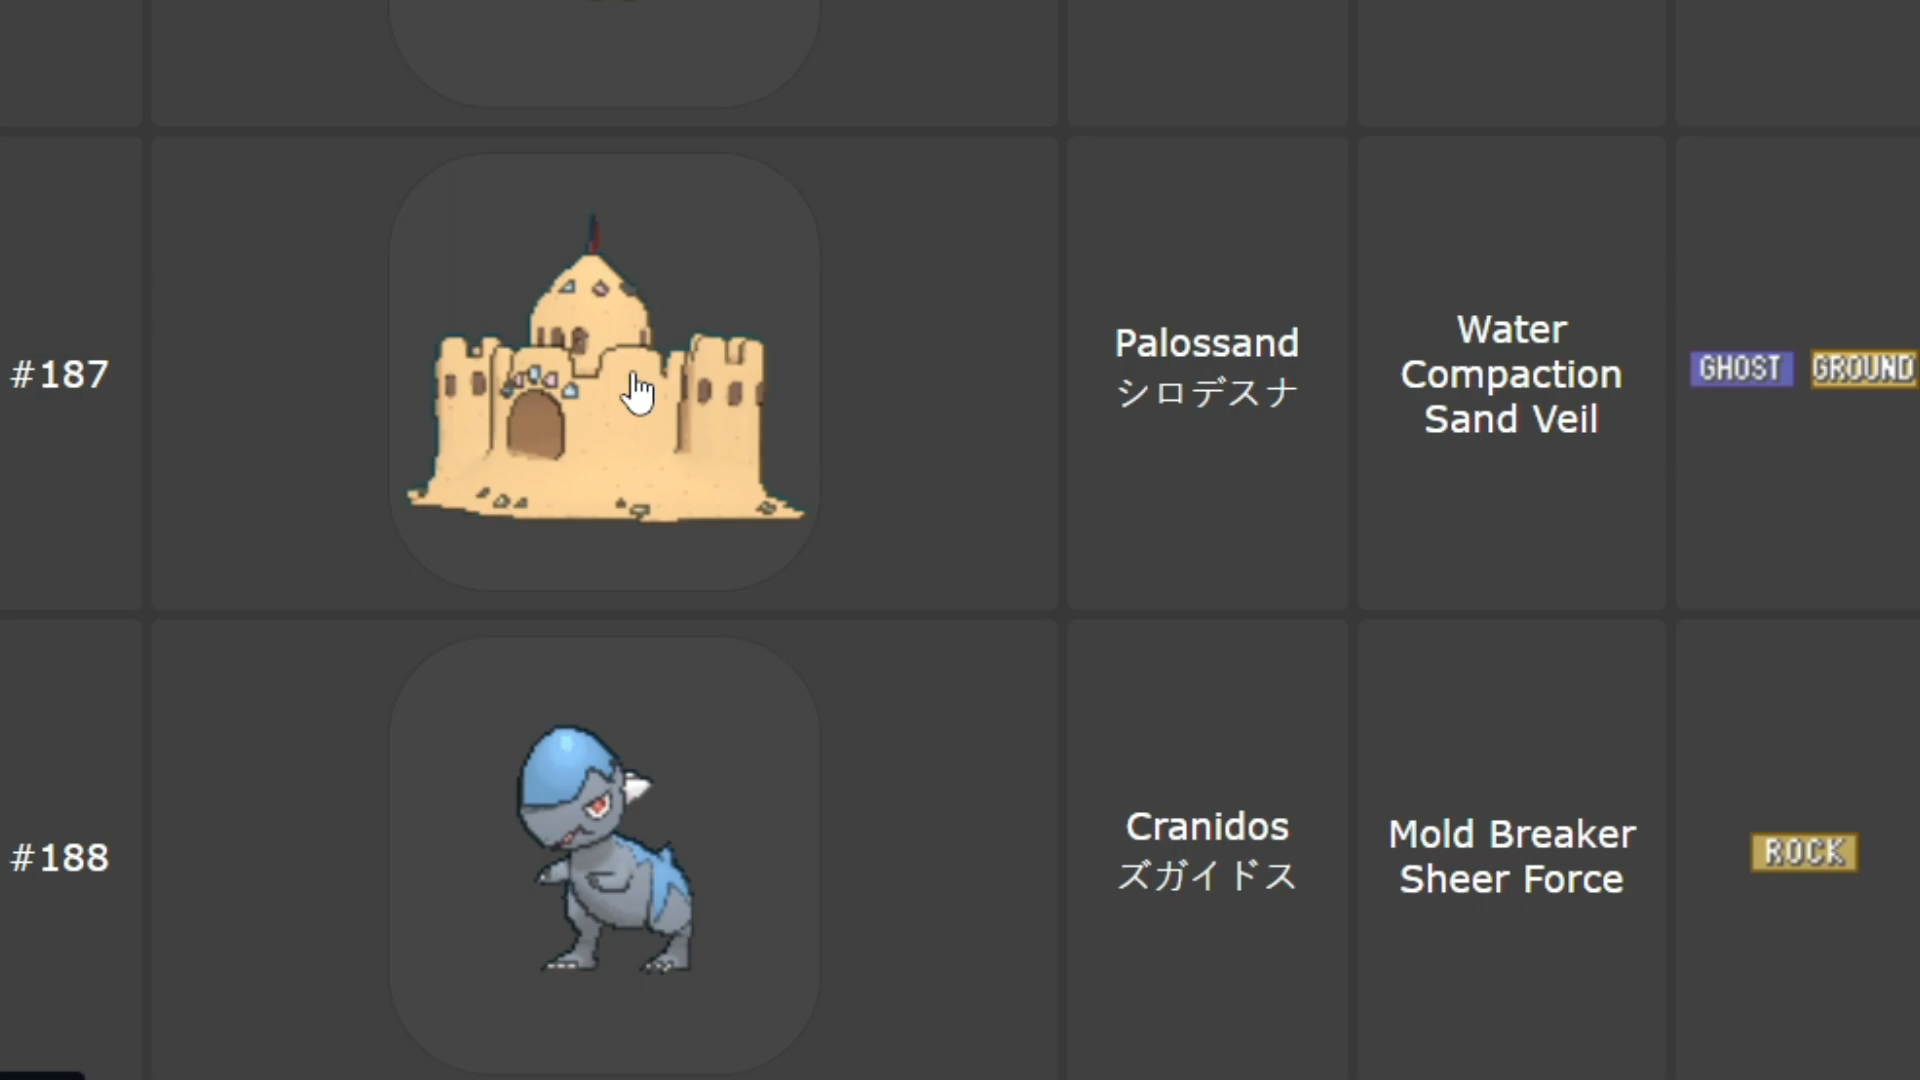 #187
Palossand
シロデスナ
Water
Compaction
Sand Veil
GHOST GROUND
#188
Cranidos
ズガイドス
Mold Breaker
Sheer Force
ROCK